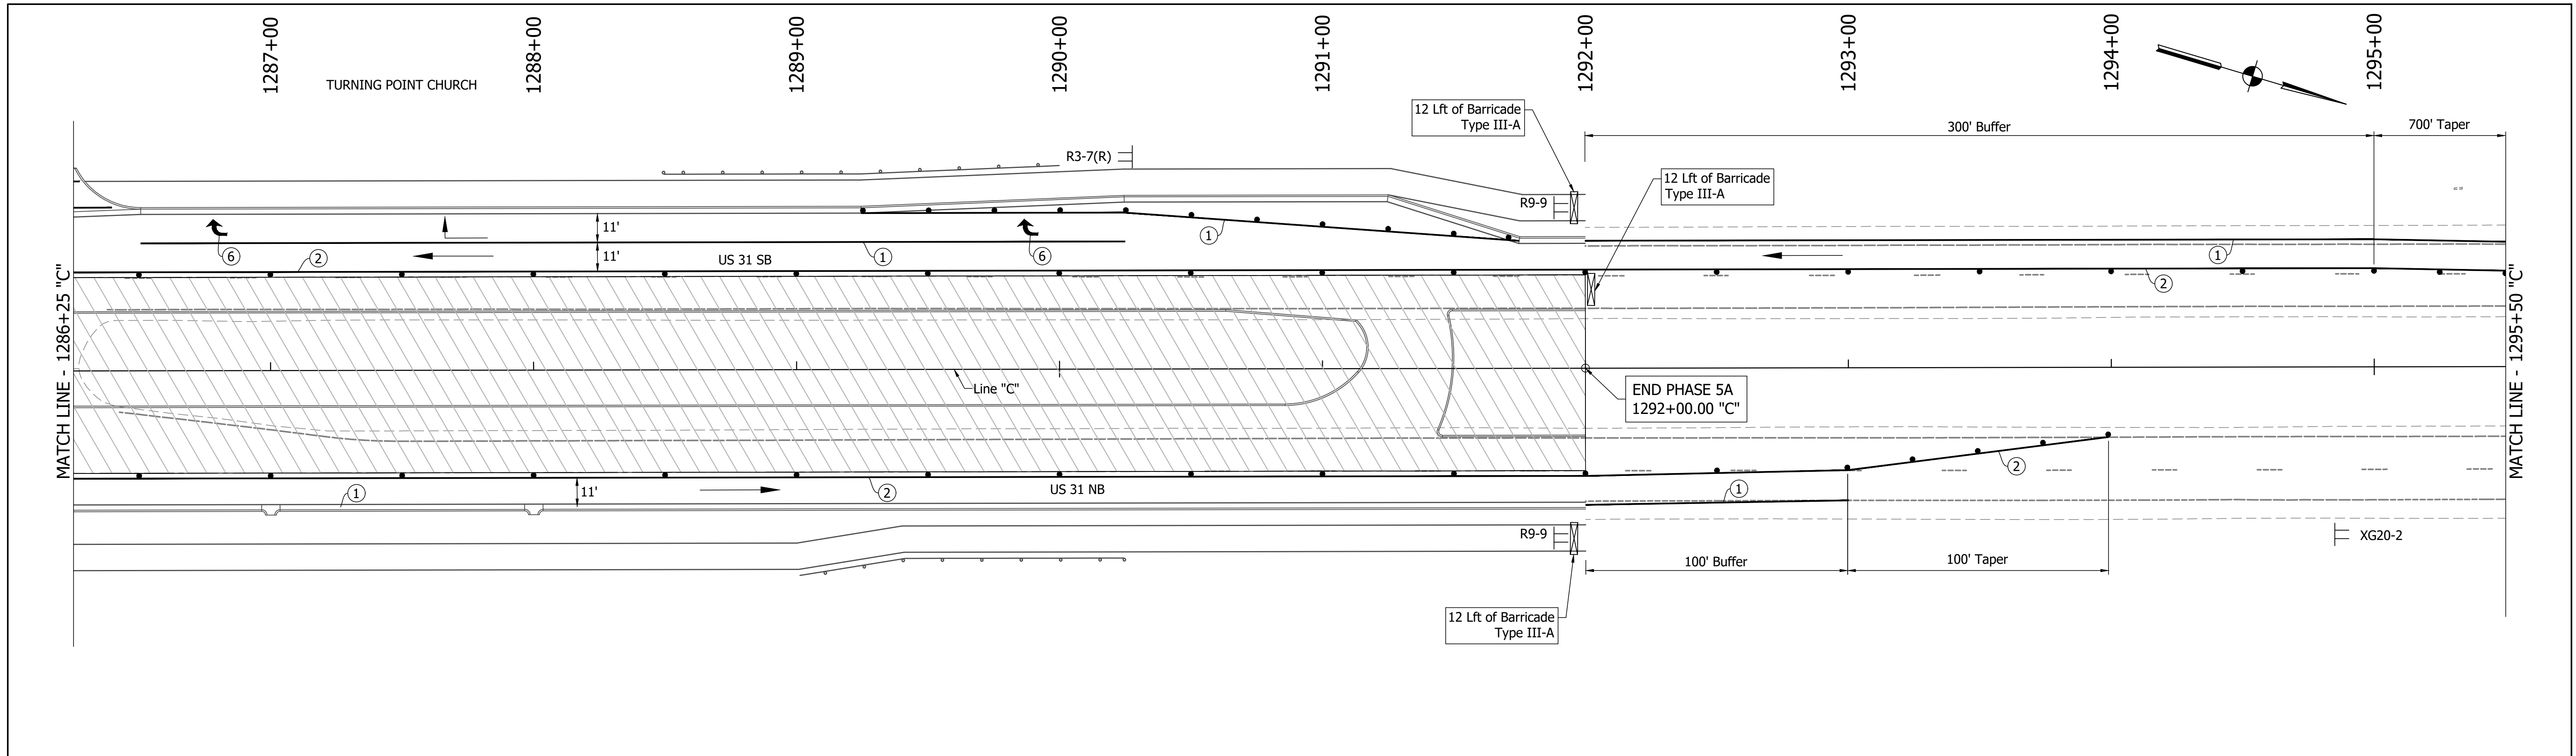 1287+00
1288+00
1289+00
1290+00
1291+00
1292+00
1293+00
1294+00
1295+00
TURNING POINT CHURCH
12 Lft of Barricade
Type III-A
300' Buffer
700' Taper
R3-7(R)
12 Lft of Barricade
Type III-A
R9-9
11'
1
6
1
6
1
2
11'
US 31 SB
2
MATCH LINE - 1286+25 "C"
MATCH LINE - 1295+50 "C"
Line "C"
END PHASE 5A
1292+00.00 "C"
2
1
11'
2
US 31 NB
1
R9-9
XG20-2
100' Buffer
100' Taper
12 Lft of Barricade
Type III-A